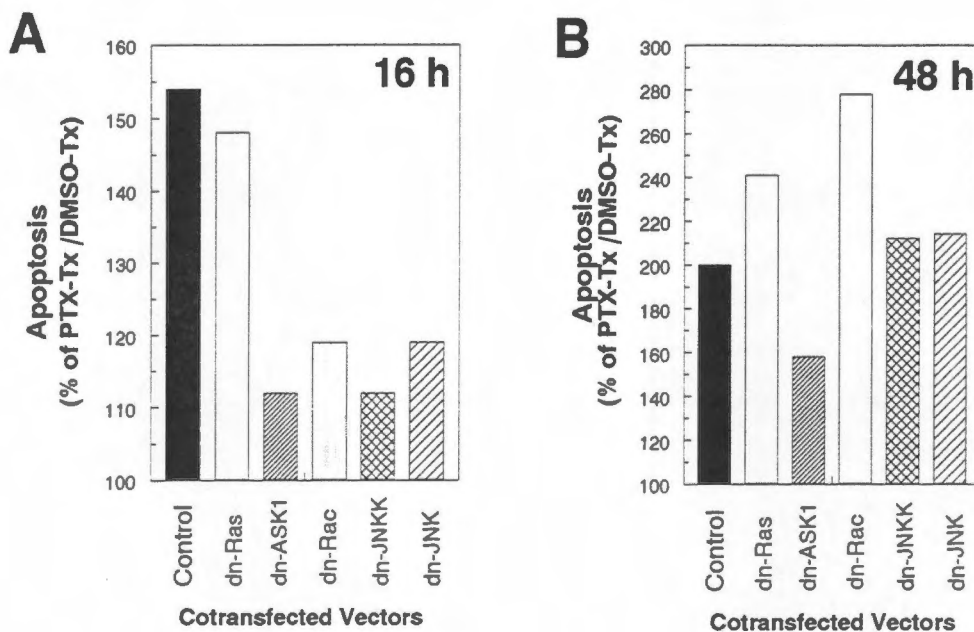 A
16 h
Apoptosis
(% of PTX-Tx /DMSO-Tx)
160
150
140
130
120
110
100
Control
dn-Ras
dn-ASK1
dn-Rac
dn-JNKK
dn-JNK
Cotransfected Vectors
B
48 h
Apoptosis
(% of PTX-Tx /DMSO-Tx)
300
280
260
240
220
200
180
160
140
120
100
Control
dn-Ras
dn-ASK1
dn-Rac
dn-JNKK
dn-JNK
Cotransfected Vectors